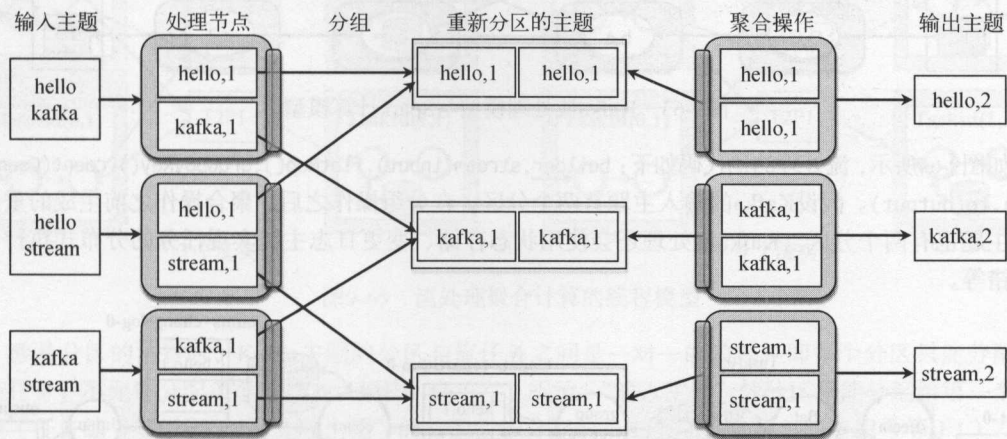 输入主题 处理节点 分组 重新分区的主题 聚合操作 输出主题
hello
kafka
hello,1
kafka,1
hello,1 hello,1
hello,1
hello,1
hello,2
hello
stream
hello,1
stream,1
kafka,1 kafka,1
kafka,1
kafka,1
kafka,2
kafka
stream
kafka,1
stream,1
stream,1 stream,1
stream,1
stream,1
stream,2